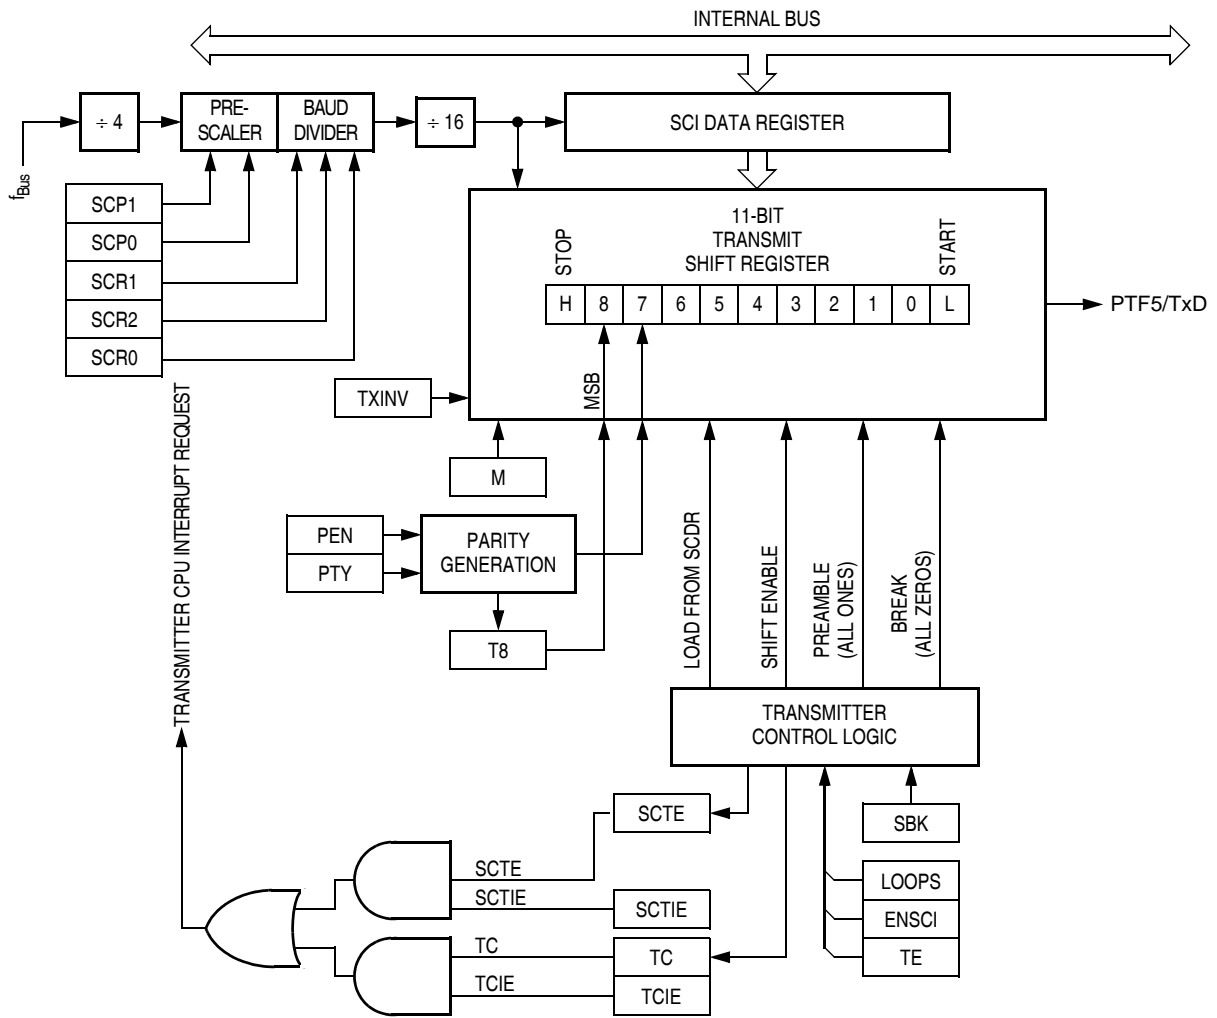 INTERNAL BUS
÷ 4
PRE-
SCALER
BAUD
DIVIDER
÷ 16
SCI DATA REGISTER
fBus
SCP1
SCP0
SCR1
SCR2
SCR0
11-BIT
TRANSMIT
SHIFT REGISTER
STOP
START
H 8 7 6 5 4 3 2 1 0 L
PTF5/TxD
TXINV
MSB
M
TRANSMITTER CPU INTERRUPT REQUEST
PEN
PTY
PARITY
GENERATION
T8
LOAD FROM SCDR
SHIFT ENABLE
PREAMBLE
(ALL ONES)
BREAK
(ALL ZEROS)
TRANSMITTER
CONTROL LOGIC
SCTE
SBK
SCTE
SCTIE
SCTIE
LOOPS
ENSCI
TE
TC
TC
TCIE
TCIE